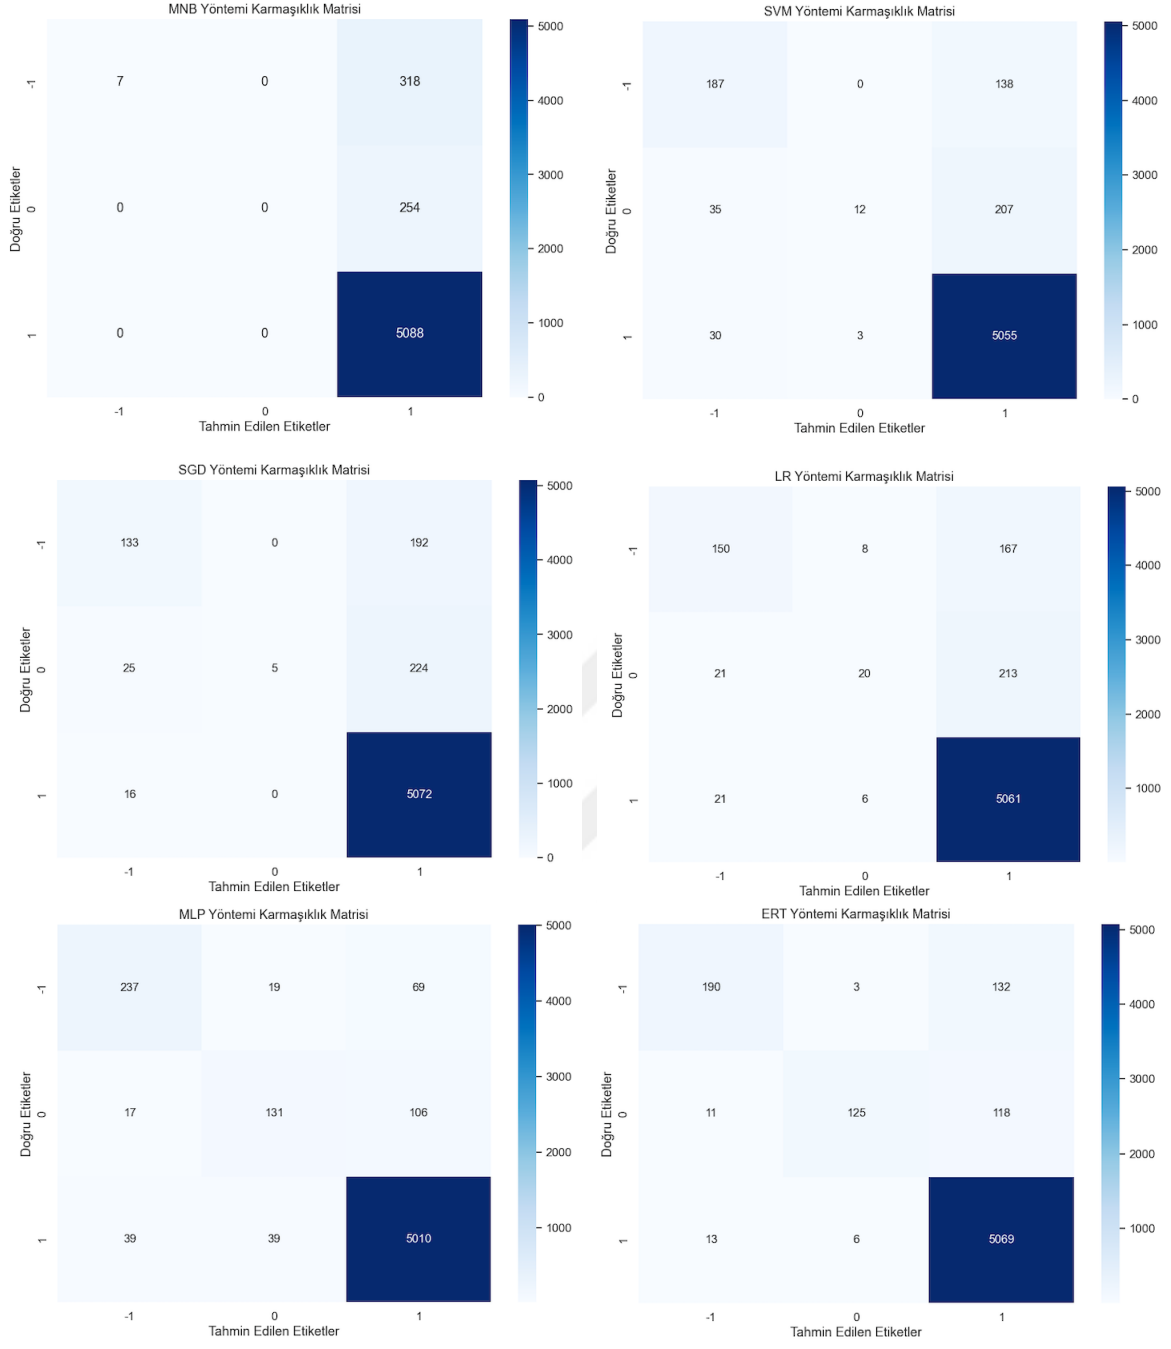 MNB Yöntemi Karmaşıklık Matrisi
-1 7 0 318
0 0 0 254
1 0 0 5088
-1 0 1
Doğru Etiketler
Tahmin Edilen Etiketler
5000
4000
3000
2000
1000
0
SVM Yöntemi Karmaşıklık Matrisi
-1 187 0 138
0 35 12 207
1 30 3 5055
-1 0 1
Doğru Etiketler
Tahmin Edilen Etiketler
5000
4000
3000
2000
1000
0
SGD Yöntemi Karmaşıklık Matrisi
-1 133 0 192
0 25 5 224
1 16 0 5072
-1 0 1
Doğru Etiketler
Tahmin Edilen Etiketler
5000
4000
3000
2000
1000
0
LR Yöntemi Karmaşıklık Matrisi
-1 150 8 167
0 21 20 213
1 21 6 5061
-1 0 1
Doğru Etiketler
Tahmin Edilen Etiketler
5000
4000
3000
2000
1000
MLP Yöntemi Karmaşıklık Matrisi
-1 237 19 69
0 17 131 106
1 39 39 5010
-1 0 1
Doğru Etiketler
Tahmin Edilen Etiketler
5000
4000
3000
2000
1000
ERT Yöntemi Karmaşıklık Matrisi
-1 190 3 132
0 11 125 118
1 13 6 5069
-1 0 1
Doğru Etiketler
Tahmin Edilen Etiketler
5000
4000
3000
2000
1000